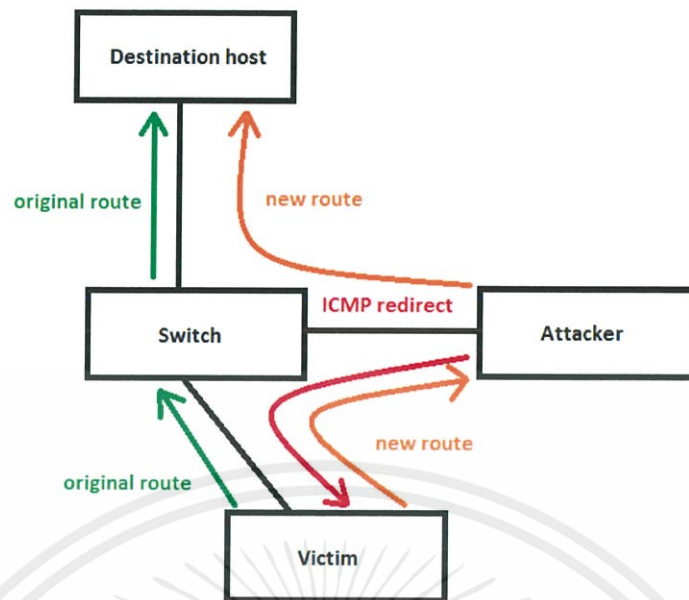 Destination host
original route
new route
ICMP redirect
Switch
Attacker
new route
original route
Victim